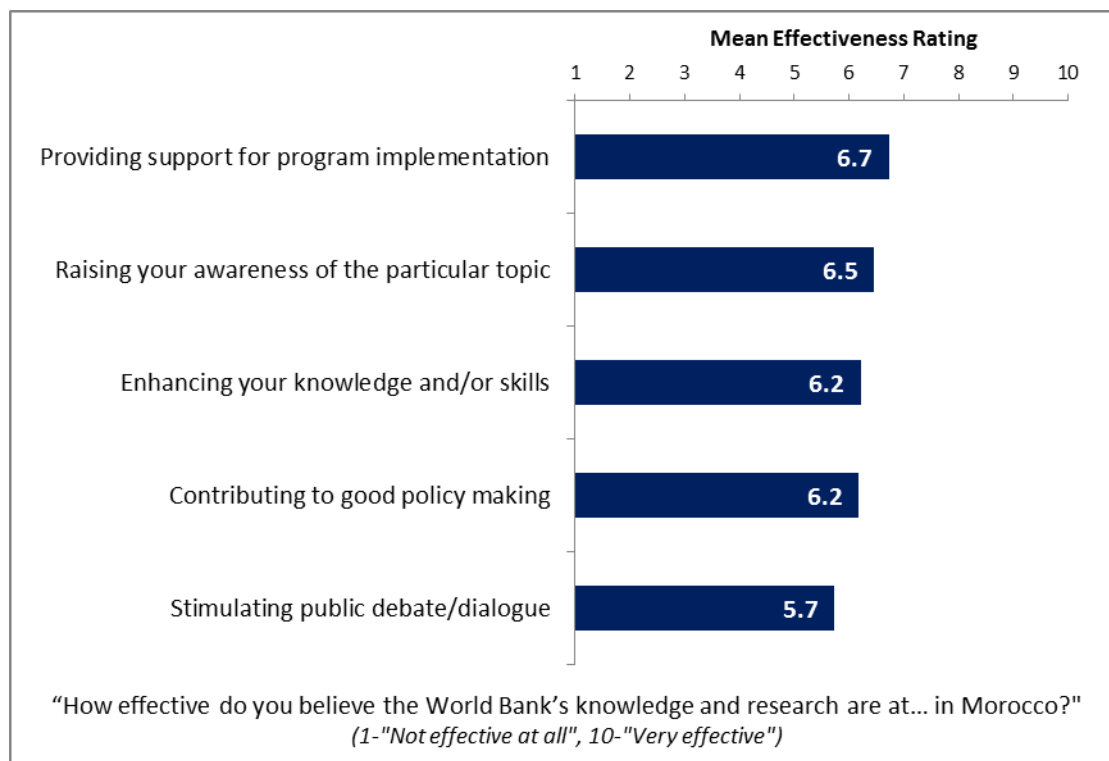 Mean Effectiveness Rating
1 2 3 4 5 6 7 8 9 10
Providing support for program implementation 6.7
Raising your awareness of the particular topic 6.5
Enhancing your knowledge and/or skills 6.2
Contributing to good policy making 6.2
Stimulating public debate/dialogue 5.7
“How effective do you believe the World Bank’s knowledge and research are at... in Morocco?"
(1-"Not effective at all", 10-"Very effective")